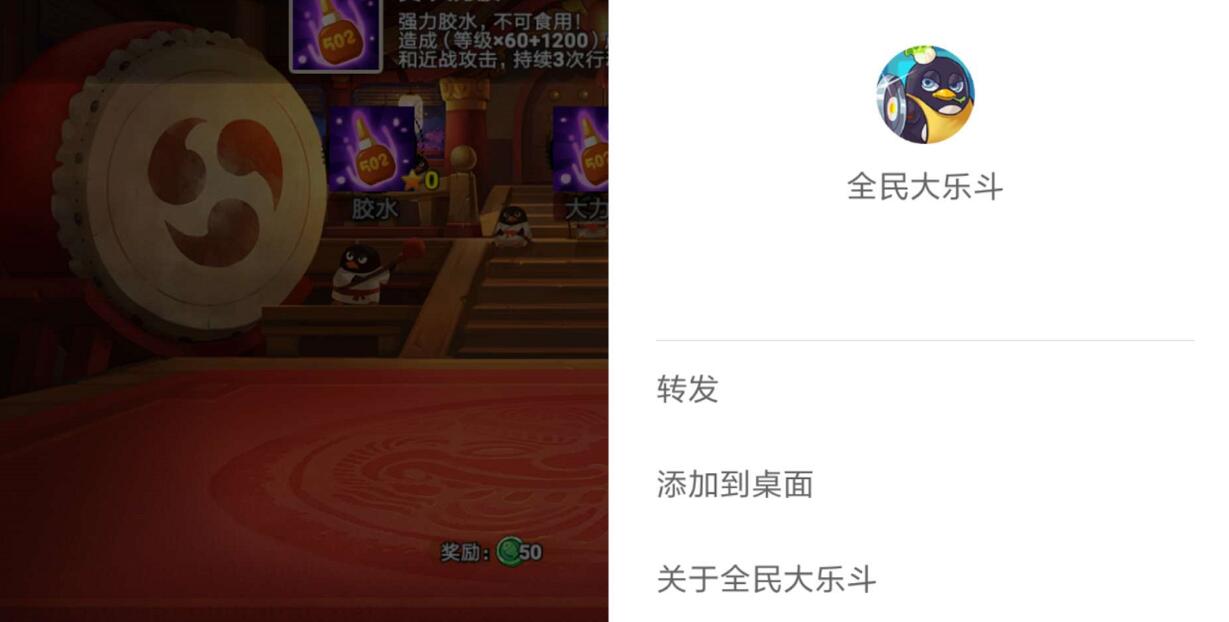 502
强力胶水，不可食用！
造成（等级×60+1200）
和近战攻击，持续3次行
502
0
胶水
502
大力
奖励：50
全民大乐斗
转发
添加到桌面
关于全民大乐斗